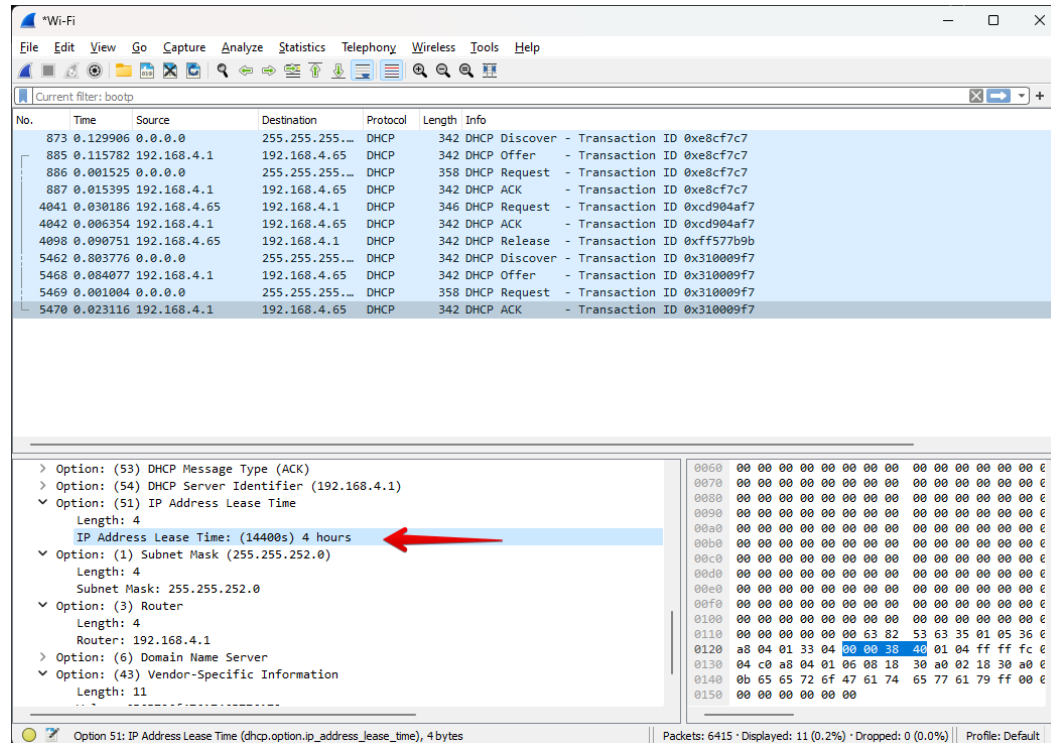 *Wi-Fi
File Edit View Go Capture Analyze Statistics Telephony Wireless Tools Help
Current filter: bootp
No. Time Source Destination Protocol Length Info
873 0.129906 0.0.0.0 255.255.255.… DHCP 342 DHCP Discover - Transaction ID 0xe8cf7c7
885 0.115782 192.168.4.1 192.168.4.65 DHCP 342 DHCP Offer - Transaction ID 0xe8cf7c7
886 0.001525 0.0.0.0 255.255.255.… DHCP 358 DHCP Request - Transaction ID 0xe8cf7c7
887 0.015395 192.168.4.1 192.168.4.65 DHCP 342 DHCP ACK - Transaction ID 0xe8cf7c7
4041 0.030186 192.168.4.65 192.168.4.1 DHCP 346 DHCP Request - Transaction ID 0xcd904af7
4042 0.006354 192.168.4.1 192.168.4.65 DHCP 342 DHCP ACK - Transaction ID 0xcd904af7
4098 0.090751 192.168.4.65 192.168.4.1 DHCP 342 DHCP Release - Transaction ID 0xff577b9b
5462 0.803776 0.0.0.0 255.255.255.… DHCP 342 DHCP Discover - Transaction ID 0x310009f7
5468 0.084077 192.168.4.1 192.168.4.65 DHCP 342 DHCP Offer - Transaction ID 0x310009f7
5469 0.001004 0.0.0.0 255.255.255.… DHCP 358 DHCP Request - Transaction ID 0x310009f7
5470 0.023116 192.168.4.1 192.168.4.65 DHCP 342 DHCP ACK - Transaction ID 0x310009f7
Option: (53) DHCP Message Type (ACK)
Option: (54) DHCP Server Identifier (192.168.4.1)
Option: (51) IP Address Lease Time
Length: 4
IP Address Lease Time: (14400s) 4 hours
Option: (1) Subnet Mask (255.255.252.0)
Length: 4
Subnet Mask: 255.255.252.0
Option: (3) Router
Length: 4
Router: 192.168.4.1
Option: (6) Domain Name Server
Option: (43) Vendor-Specific Information
Length: 11
0060 00 00 00 00 00 00 00 00 00 00 00 00 00 00 0
0070 00 00 00 00 00 00 00 00 00 00 00 00 00 00 0
0080 00 00 00 00 00 00 00 00 00 00 00 00 00 00 0
0090 00 00 00 00 00 00 00 00 00 00 00 00 00 00 0
00a0 00 00 00 00 00 00 00 00 00 00 00 00 00 00 0
00b0 00 00 00 00 00 00 00 00 00 00 00 00 00 00 0
00c0 00 00 00 00 00 00 00 00 00 00 00 00 00 00 0
00d0 00 00 00 00 00 00 00 00 00 00 00 00 00 00 0
00e0 00 00 00 00 00 00 00 00 00 00 00 00 00 00 0
00f0 00 00 00 00 00 00 00 00 00 00 00 00 00 00 0
0100 00 00 00 00 00 00 00 00 00 00 00 00 00 00 0
0110 00 00 00 00 00 00 63 82 53 63 35 01 05 36 0
0120 a8 04 01 33 04 00 00 38 40 01 04 ff ff fc 0
0130 04 c0 a8 04 01 06 08 18 30 a0 02 18 30 a0 0
0140 0b 65 65 72 6f 47 61 74 65 77 61 79 ff 00 0
0150 00 00 00 00 00 00
Option 51: IP Address Lease Time (dhcp.option.ip_address_lease_time), 4 bytes
Packets: 6415 · Displayed: 11 (0.2%) · Dropped: 0 (0.0%)
Profile: Default